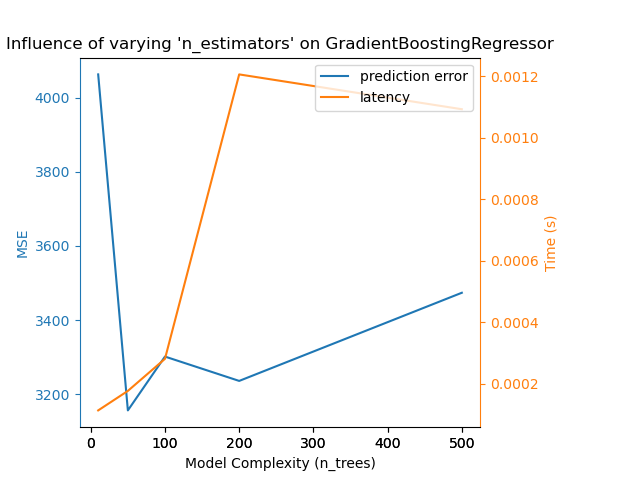 Influence of varying 'n_estimators' on GradientBoostingRegressor
prediction error
latency
4000
3800
3600
3400
3200
MSE
0.0012
0.0010
0.0008
0.0006
0.0004
0.0002
Time (s)
0 100 200 300 400 500
Model Complexity (n_trees)